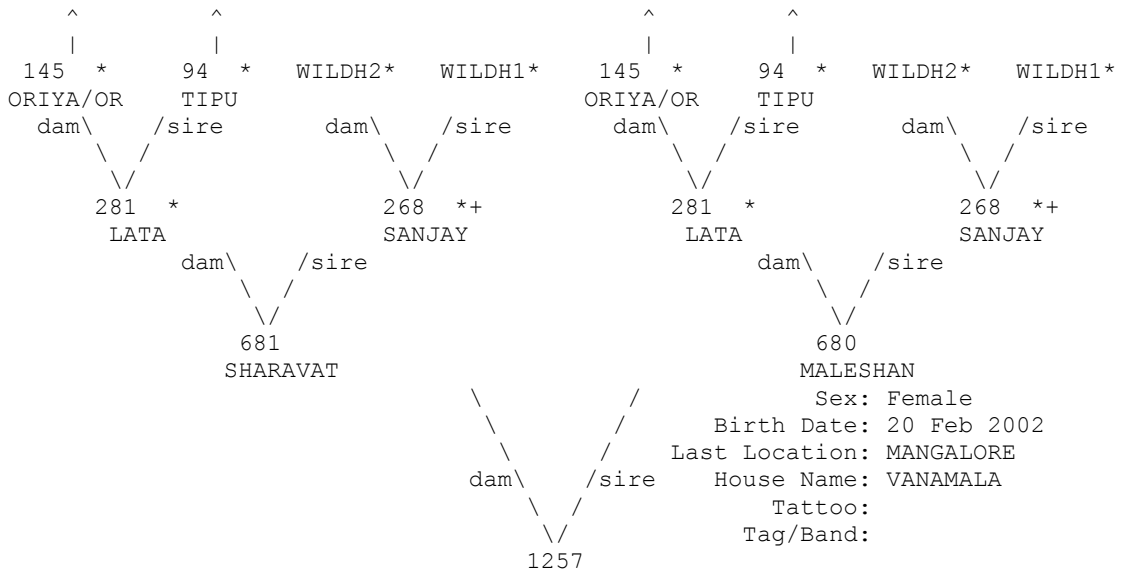 ^ ^ ^ ^
| | | |
145 * 94 * WILDH2* WILDH1* 145 * 94 * WILDH2* WILDH1*
ORIYA/OR TIPU ORIYA/OR TIPU
dam\ /sire dam\ /sire dam\ /sire dam\ /sire
\ / \ / \ / \ /
\/ \/ \/ \/
281 * 268 *+ 281 * 268 *+
LATA SANJAY LATA SANJAY
dam\ /sire dam\ /sire
\ / \ /
\/ \/
681 680
SHARAVAT MALESHAN
\ / Sex: Female
\ / Birth Date: 20 Feb 2002
\ / Last Location: MANGALORE
dam\ /sire House Name: VANAMALA
\ / Tattoo:
\/ Tag/Band:
1257